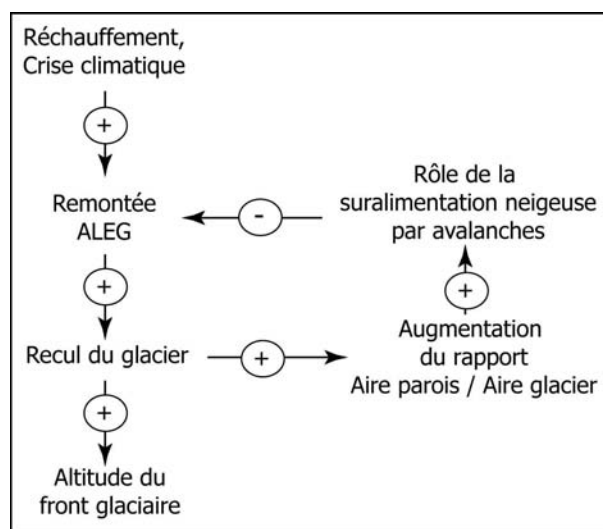 Réchauffement,
Crise climatique
+
Remontée
ALEG
-
Rôle de la
suralimentation neigeuse
par avalanches
+
+
Recul du glacier
+
Augmentation
du rapport
Aire parois / Aire glacier
+
Altitude du
front glaciaire